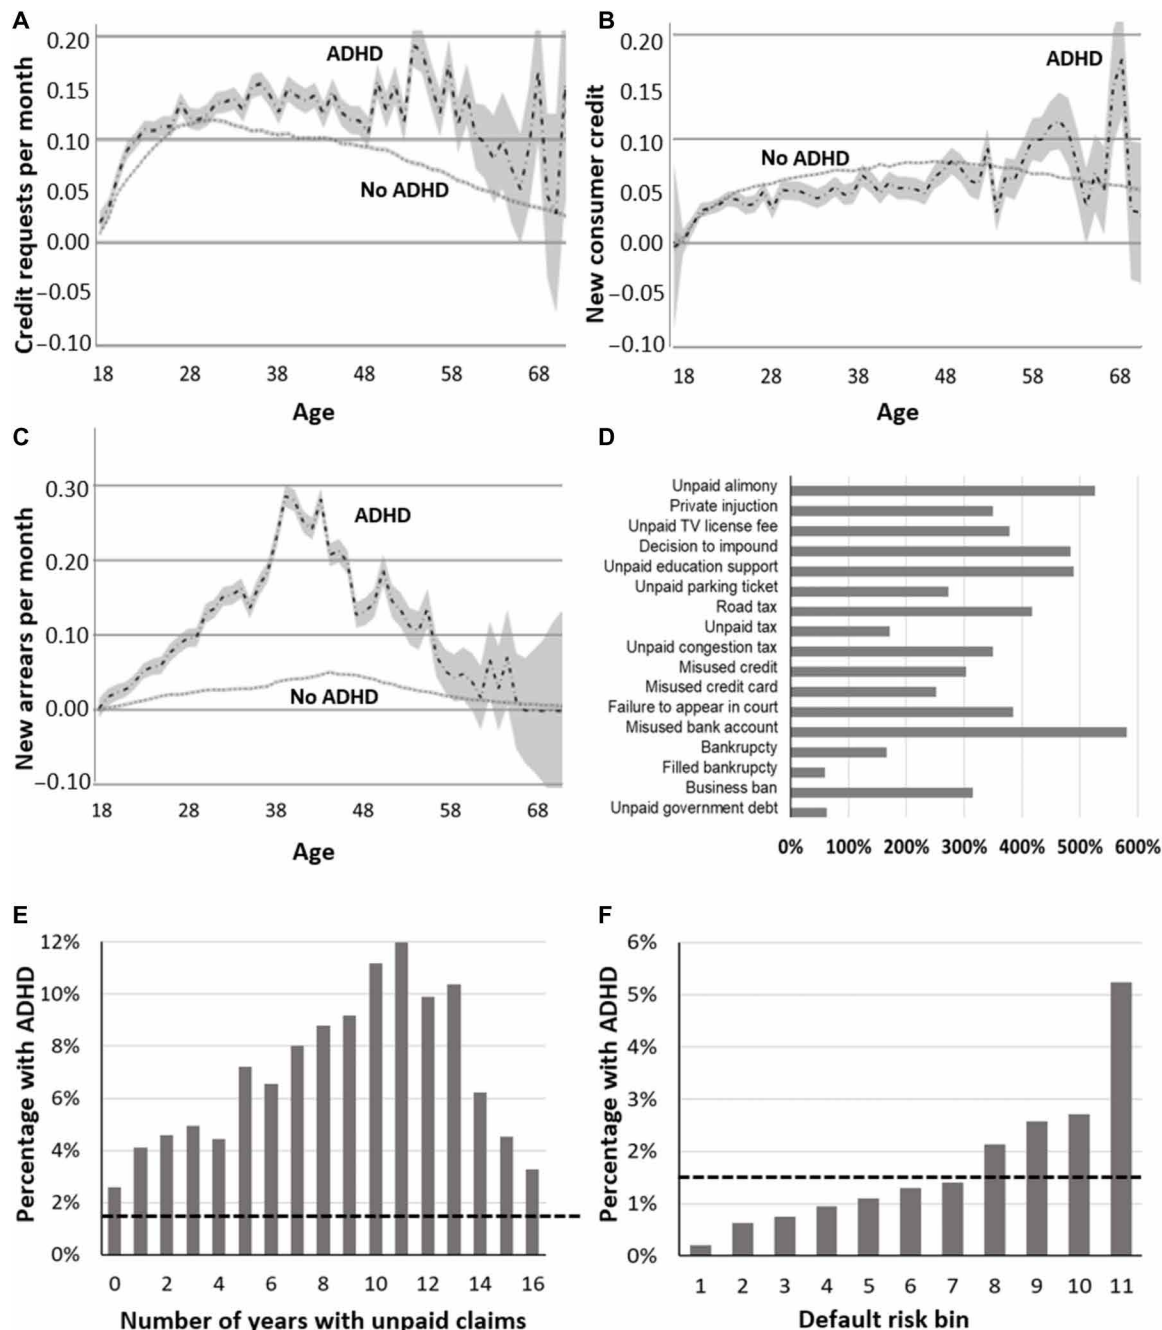 A
Credit requests per month
0.20
0.15
0.10
0.05
0.00
−0.05
−0.10
ADHD
No ADHD
18 28 38 48 58 68
Age
B
New consumer credit
0.20
0.15
0.10
0.05
0.00
−0.05
−0.10
ADHD
No ADHD
18 28 38 48 58 68
Age
C
New arrears per month
0.30
0.20
0.10
0.00
−0.10
ADHD
No ADHD
18 28 38 48 58 68
Age
D
Unpaid alimony
Private injuction
Unpaid TV license fee
Decision to impound
Unpaid education support
Unpaid parking ticket
Road tax
Unpaid tax
Unpaid congestion tax
Misused credit
Misused credit card
Failure to appear in court
Misused bank account
Bankrupcty
Filled bankrupcty
Business ban
Unpaid government debt
0% 100% 200% 300% 400% 500% 600%
E
Percentage with ADHD
12%
10%
8%
6%
4%
2%
0%
0 2 4 6 8 10 12 14 16
Number of years with unpaid claims
F
Percentage with ADHD
6%
5%
4%
3%
2%
1%
0%
1 2 3 4 5 6 7 8 9 10 11
Default risk bin